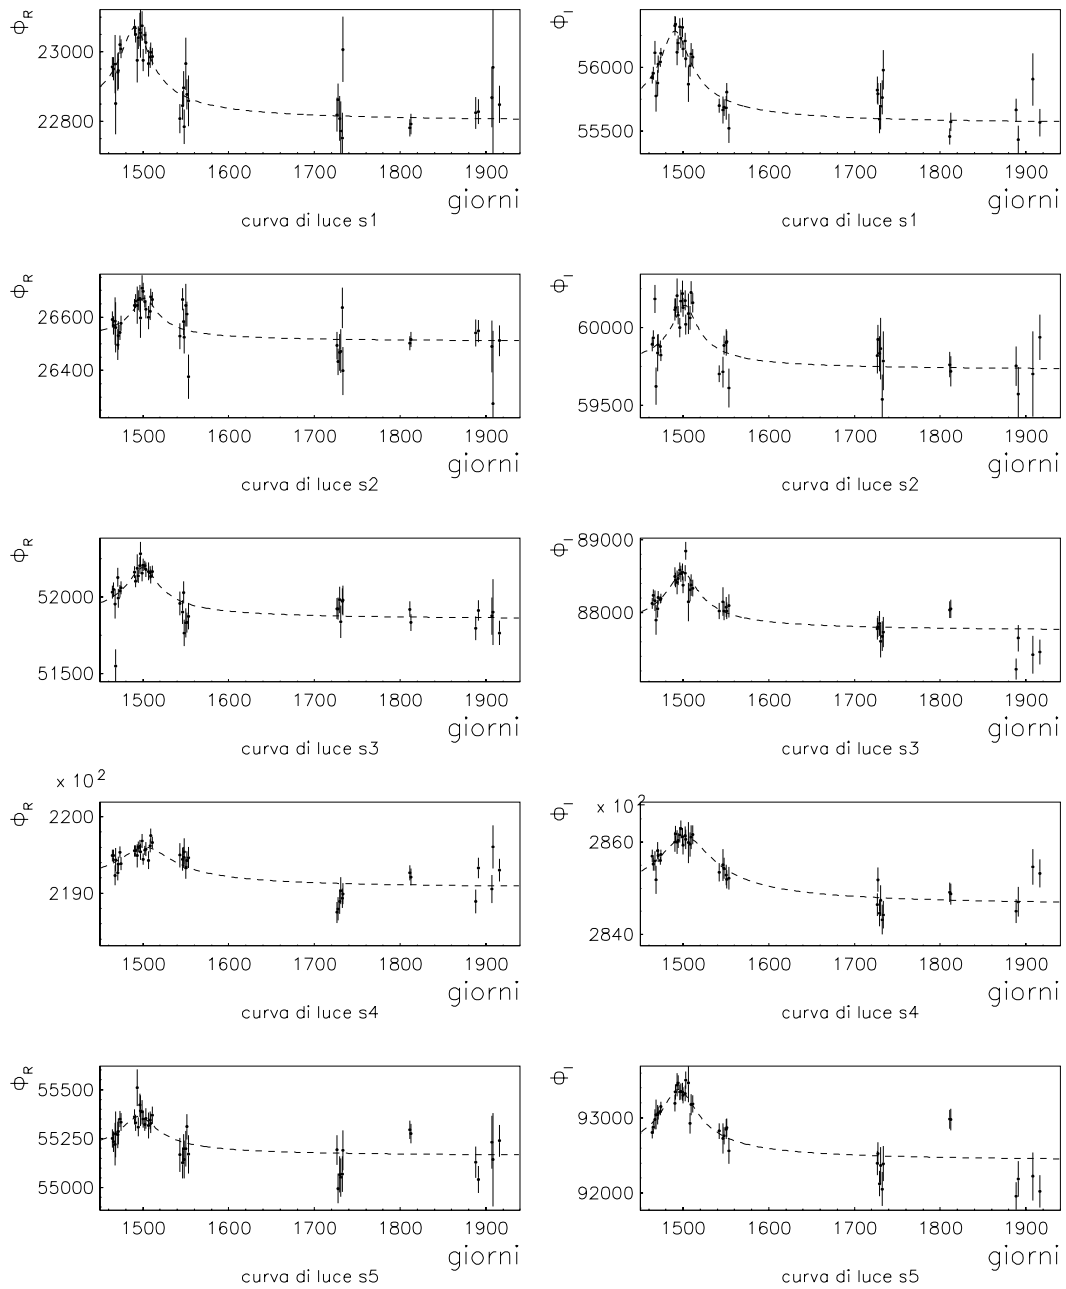 Φ_R
23000
22800
1500 1600 1700 1800 1900
giorni
curva di luce s1
Φ_I
56000
55500
1500 1600 1700 1800 1900
giorni
curva di luce s1
Φ_R
26600
26400
1500 1600 1700 1800 1900
giorni
curva di luce s2
Φ_I
60000
59500
1500 1600 1700 1800 1900
giorni
curva di luce s2
Φ_R
52000
51500
1500 1600 1700 1800 1900
giorni
curva di luce s3
Φ_I
89000
88000
1500 1600 1700 1800 1900
giorni
curva di luce s3
x 10²
Φ_R
2200
2190
1500 1600 1700 1800 1900
giorni
curva di luce s4
x 10²
Φ_I
2860
2840
1500 1600 1700 1800 1900
giorni
curva di luce s4
Φ_R
55500
55250
55000
1500 1600 1700 1800 1900
giorni
curva di luce s5
Φ_I
93000
92000
1500 1600 1700 1800 1900
giorni
curva di luce s5